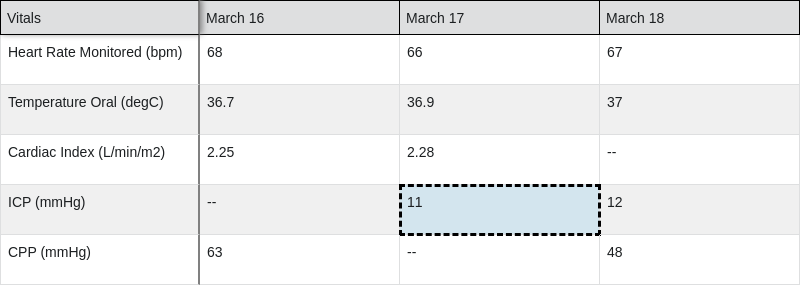 Vitals March 16 March 17 March 18
Heart Rate Monitored (bpm) 68 66 67
Temperature Oral (degC) 36.7 36.9 37
Cardiac Index (L/min/m2) 2.25 2.28 --
ICP (mmHg) -- 11 12
CPP (mmHg) 63 -- 48